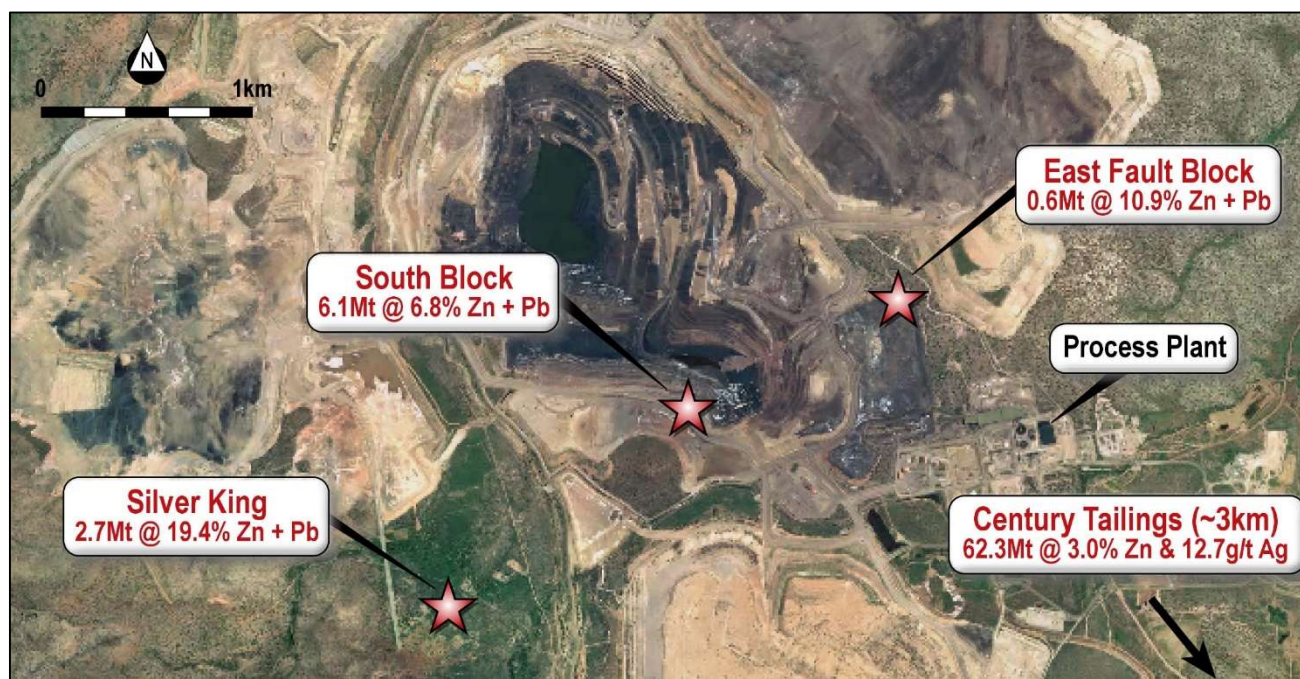 N
0 1km
East Fault Block
0.6Mt @ 10.9% Zn + Pb
South Block
6.1Mt @ 6.8% Zn + Pb
Process Plant
Silver King
2.7Mt @ 19.4% Zn + Pb
Century Tailings (~3km)
62.3Mt @ 3.0% Zn & 12.7g/t Ag